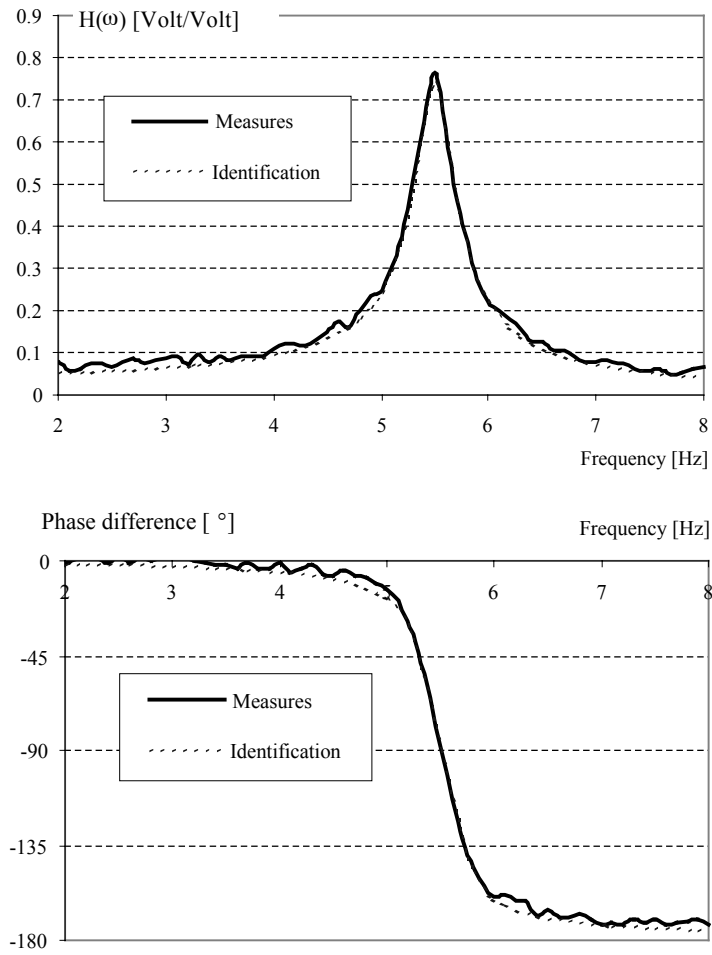 0.9
H(ω) [Volt/Volt]
0.8
0.7
Measures
0.6
Identification
0.5
0.4
0.3
0.2
0.1
0
2 3 4 5 6 7 8
Frequency [Hz]
Phase difference [ °]
Frequency [Hz]
0
2 3 4 5 6 7 8
-45
Measures
Identification
-90
-135
-180